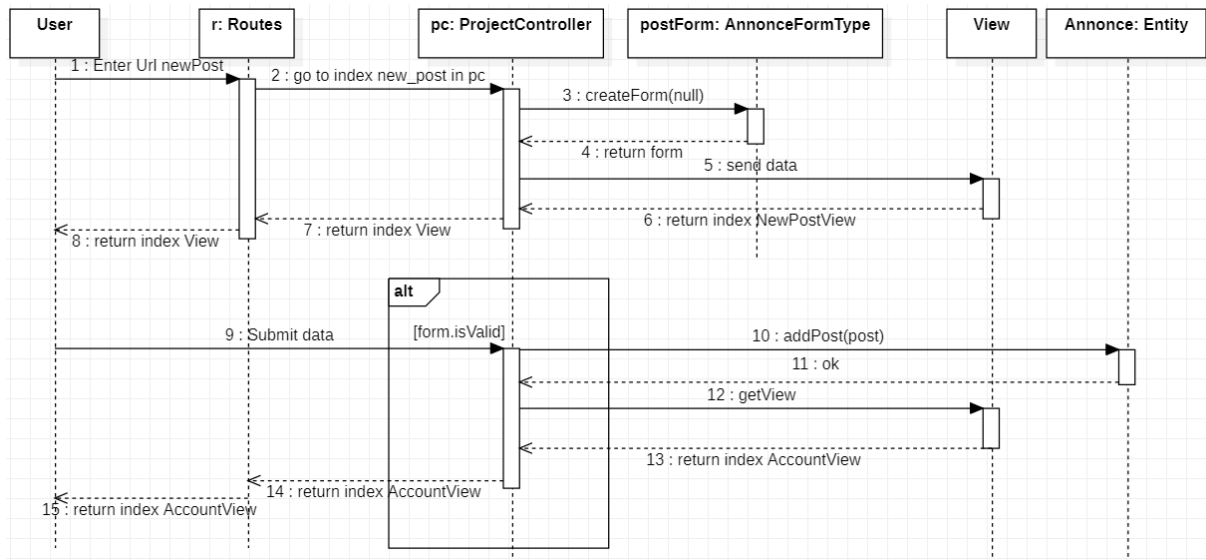 User
r: Routes
pc: ProjectController
postForm: AnnonceFormType
View
Annonce: Entity
1 : Enter Url newPost
2 : go to index new_post in pc
3 : createForm(null)
4 : return form
5 : send data
6 : return index NewPostView
7 : return index View
8 : return index View
alt
9 : Submit data
[form.isValid]
10 : addPost(post)
11 : ok
12 : getView
13 : return index AccountView
14 : return index AccountView
15 : return index AccountView